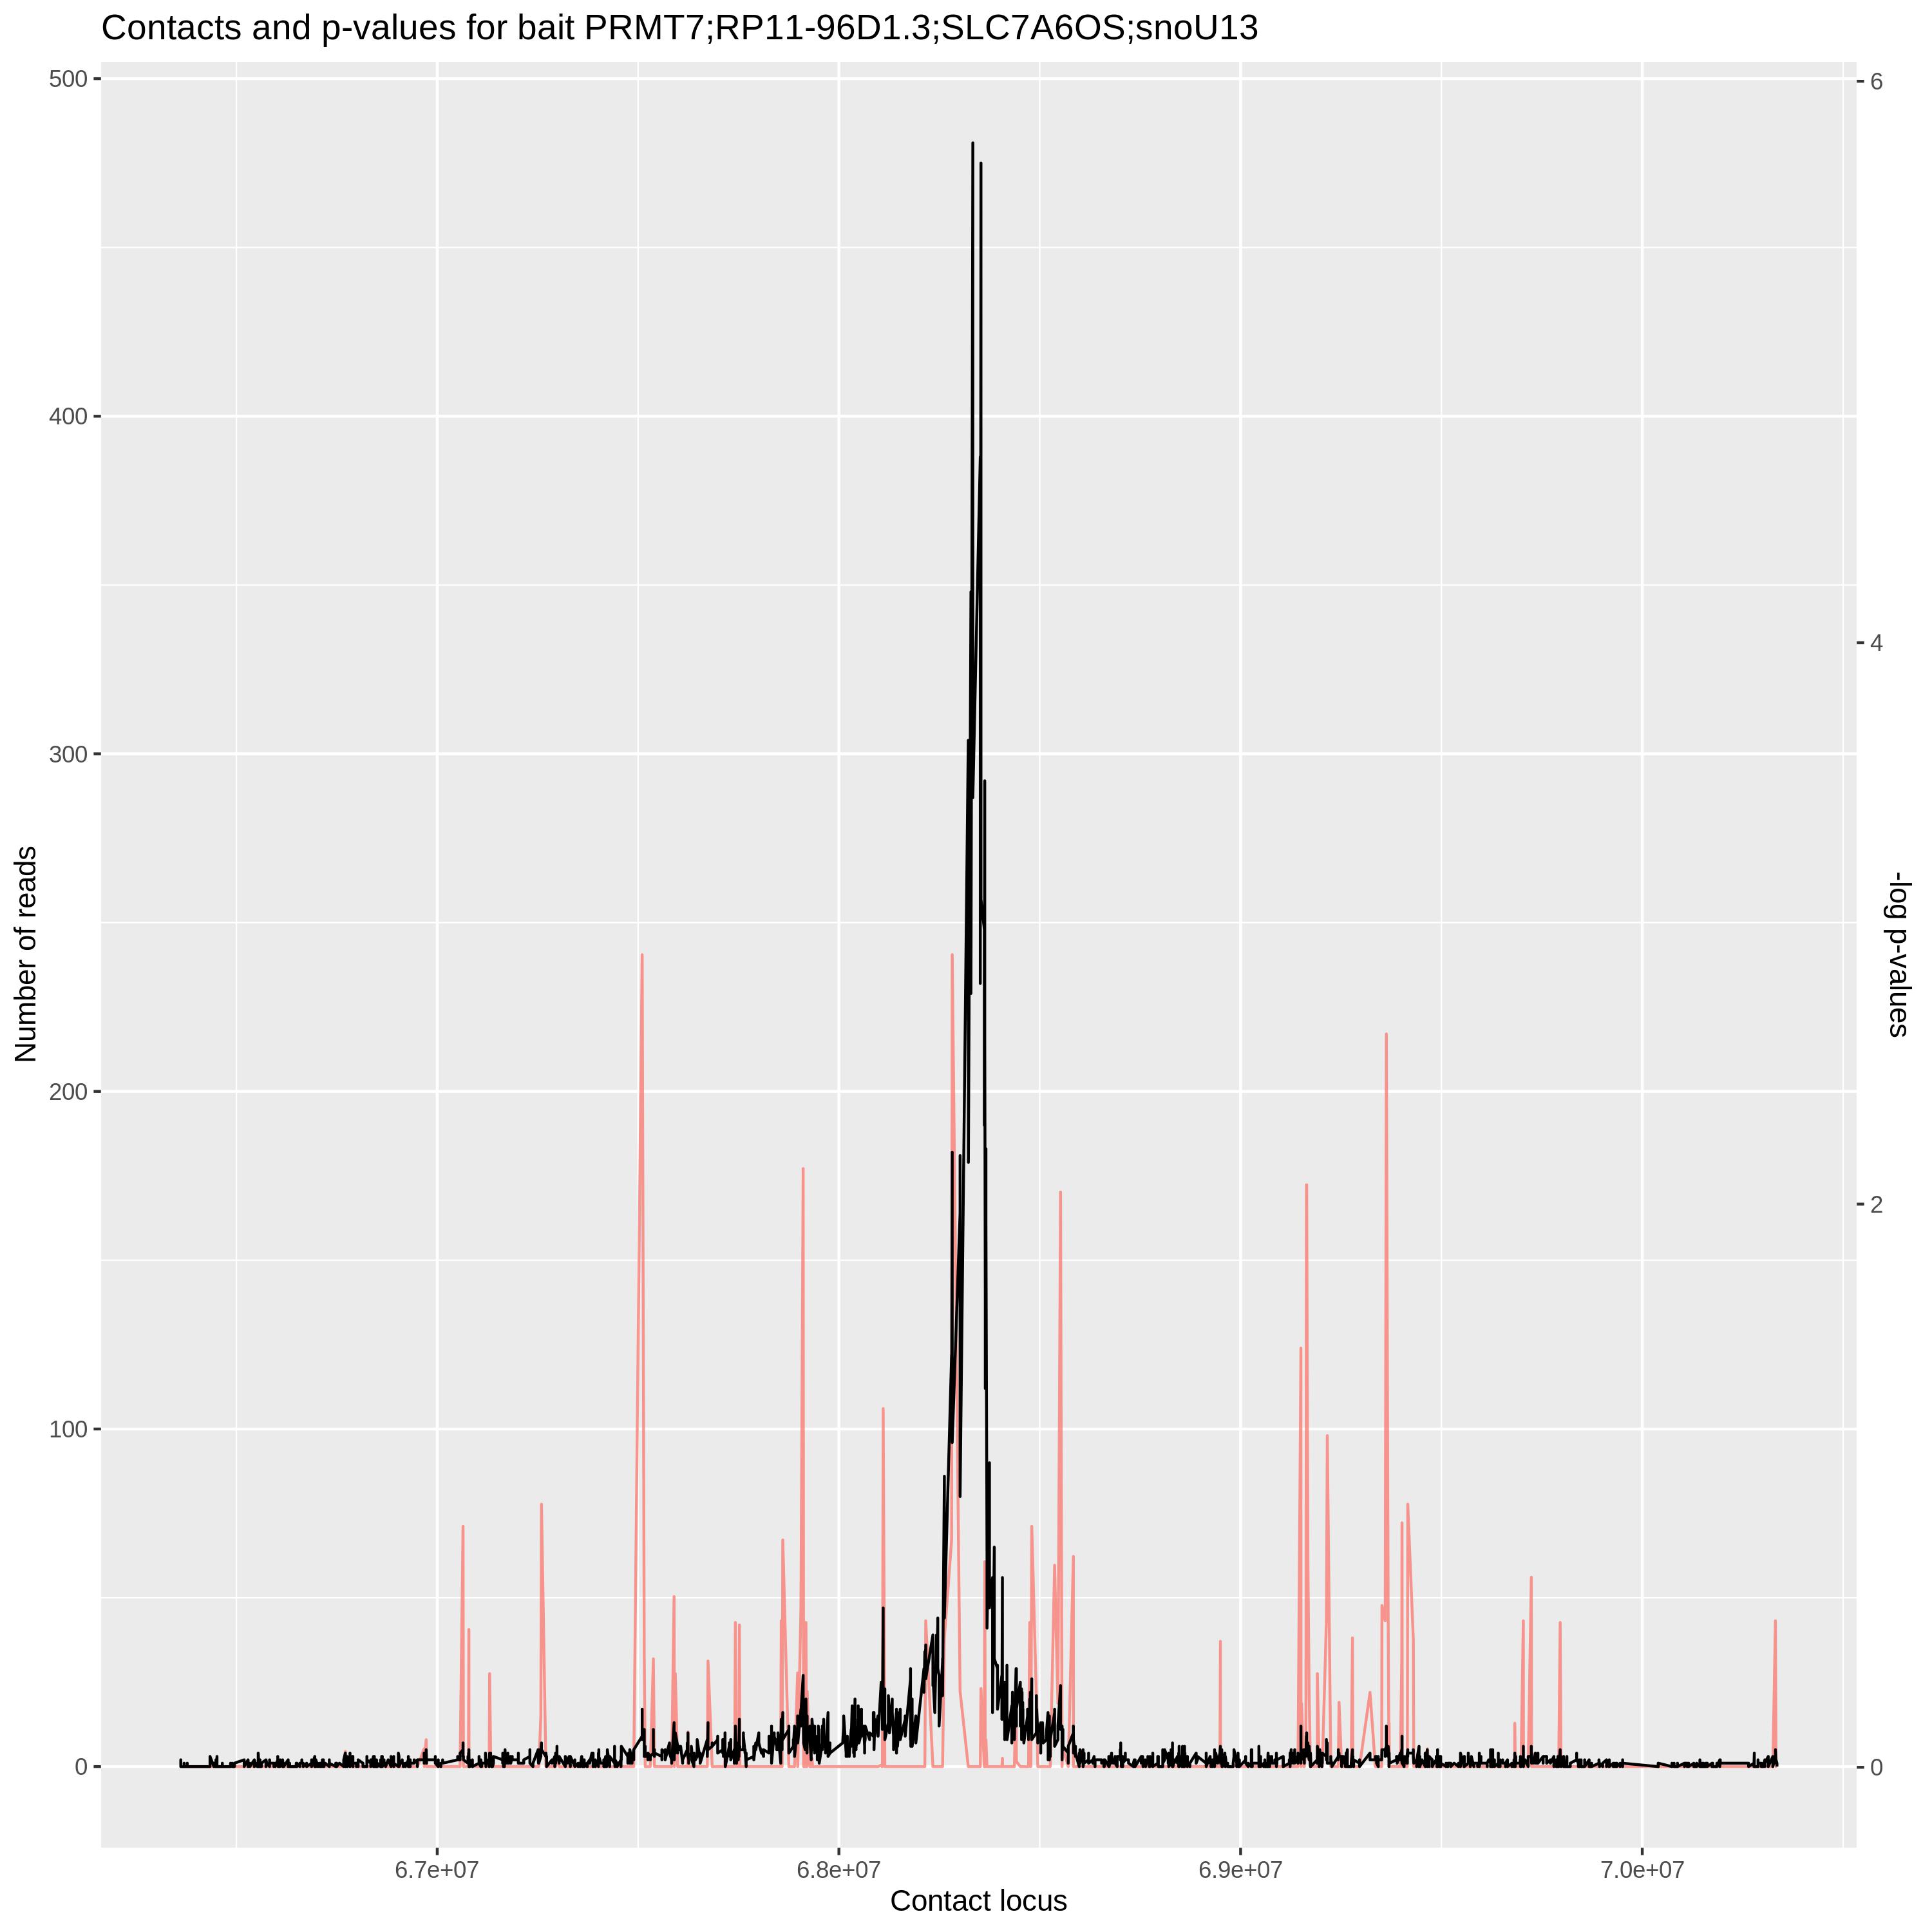 Contacts and p-values for bait PRMT7;RP11-96D1.3;SLC7A6OS;snoU13
500
400
300
200
100
0
Number of reads
6
4
2
0
-log p-values
6.7e+07
6.8e+07
6.9e+07
7.0e+07
Contact locus